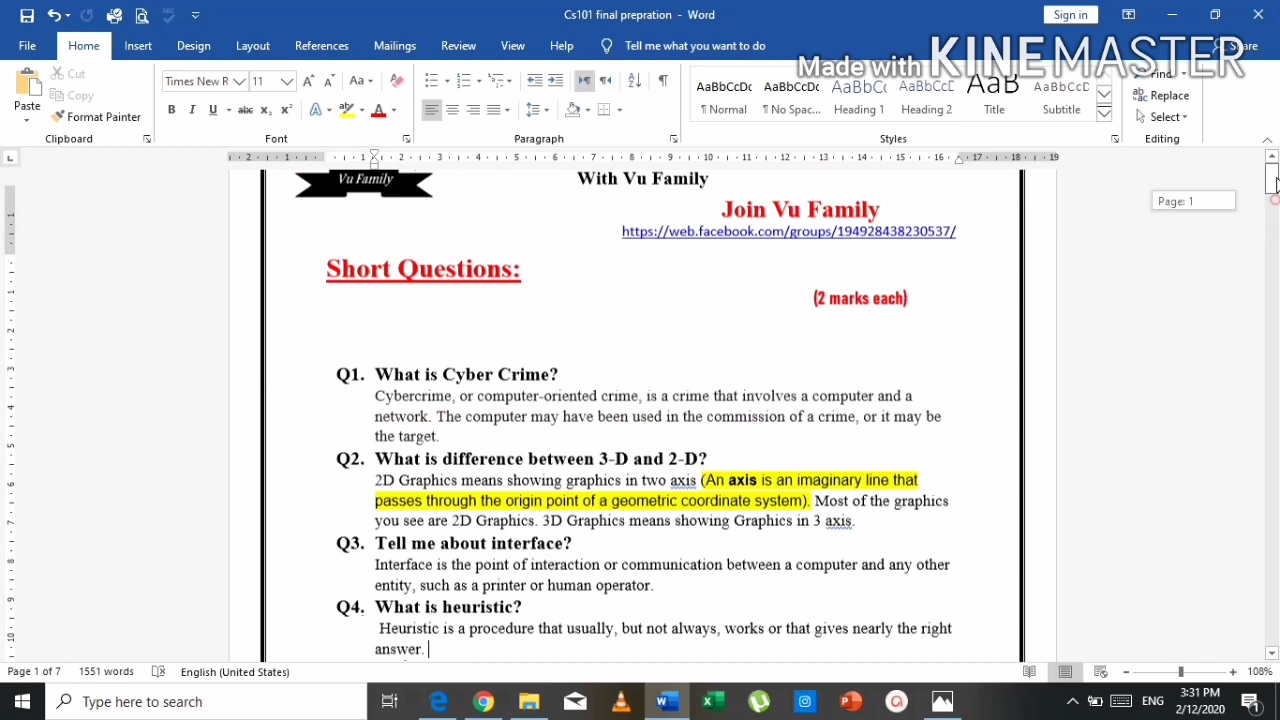 Cs101 final prepration - Word
Sign in
File Home Insert Design Layout References Mailings Review View Help Tell me what you want to do Share
Made with KINEMASTER
Paste
Cut
Copy
Format Painter
Clipboard
Times New R 11
Font
Paragraph
AaBbCcDc AaBbCcDc AaBbCc AaBbCcD AaB AaBbCcD
¶ Normal ¶ No Spac... Heading 1 Heading 2 Title Subtitle
Styles
Find
Replace
Select
Editing
Page: 1
Vu Family
With Vu Family
Join Vu Family
https://web.facebook.com/groups/194928438230537/
Short Questions:
(2 marks each)
Q1. What is Cyber Crime?
Cybercrime, or computer-oriented crime, is a crime that involves a computer and a
network. The computer may have been used in the commission of a crime, or it may be
the target.
Q2. What is difference between 3-D and 2-D?
2D Graphics means showing graphics in two axis (An axis is an imaginary line that
passes through the origin point of a geometric coordinate system). Most of the graphics
you see are 2D Graphics. 3D Graphics means showing Graphics in 3 axis.
Q3. Tell me about interface?
Interface is the point of interaction or communication between a computer and any other
entity, such as a printer or human operator.
Q4. What is heuristic?
Heuristic is a procedure that usually, but not always, works or that gives nearly the right
answer.
Page 1 of 7 1551 words English (United States) 108%
Type here to search
ENG
3:31 PM
2/12/2020